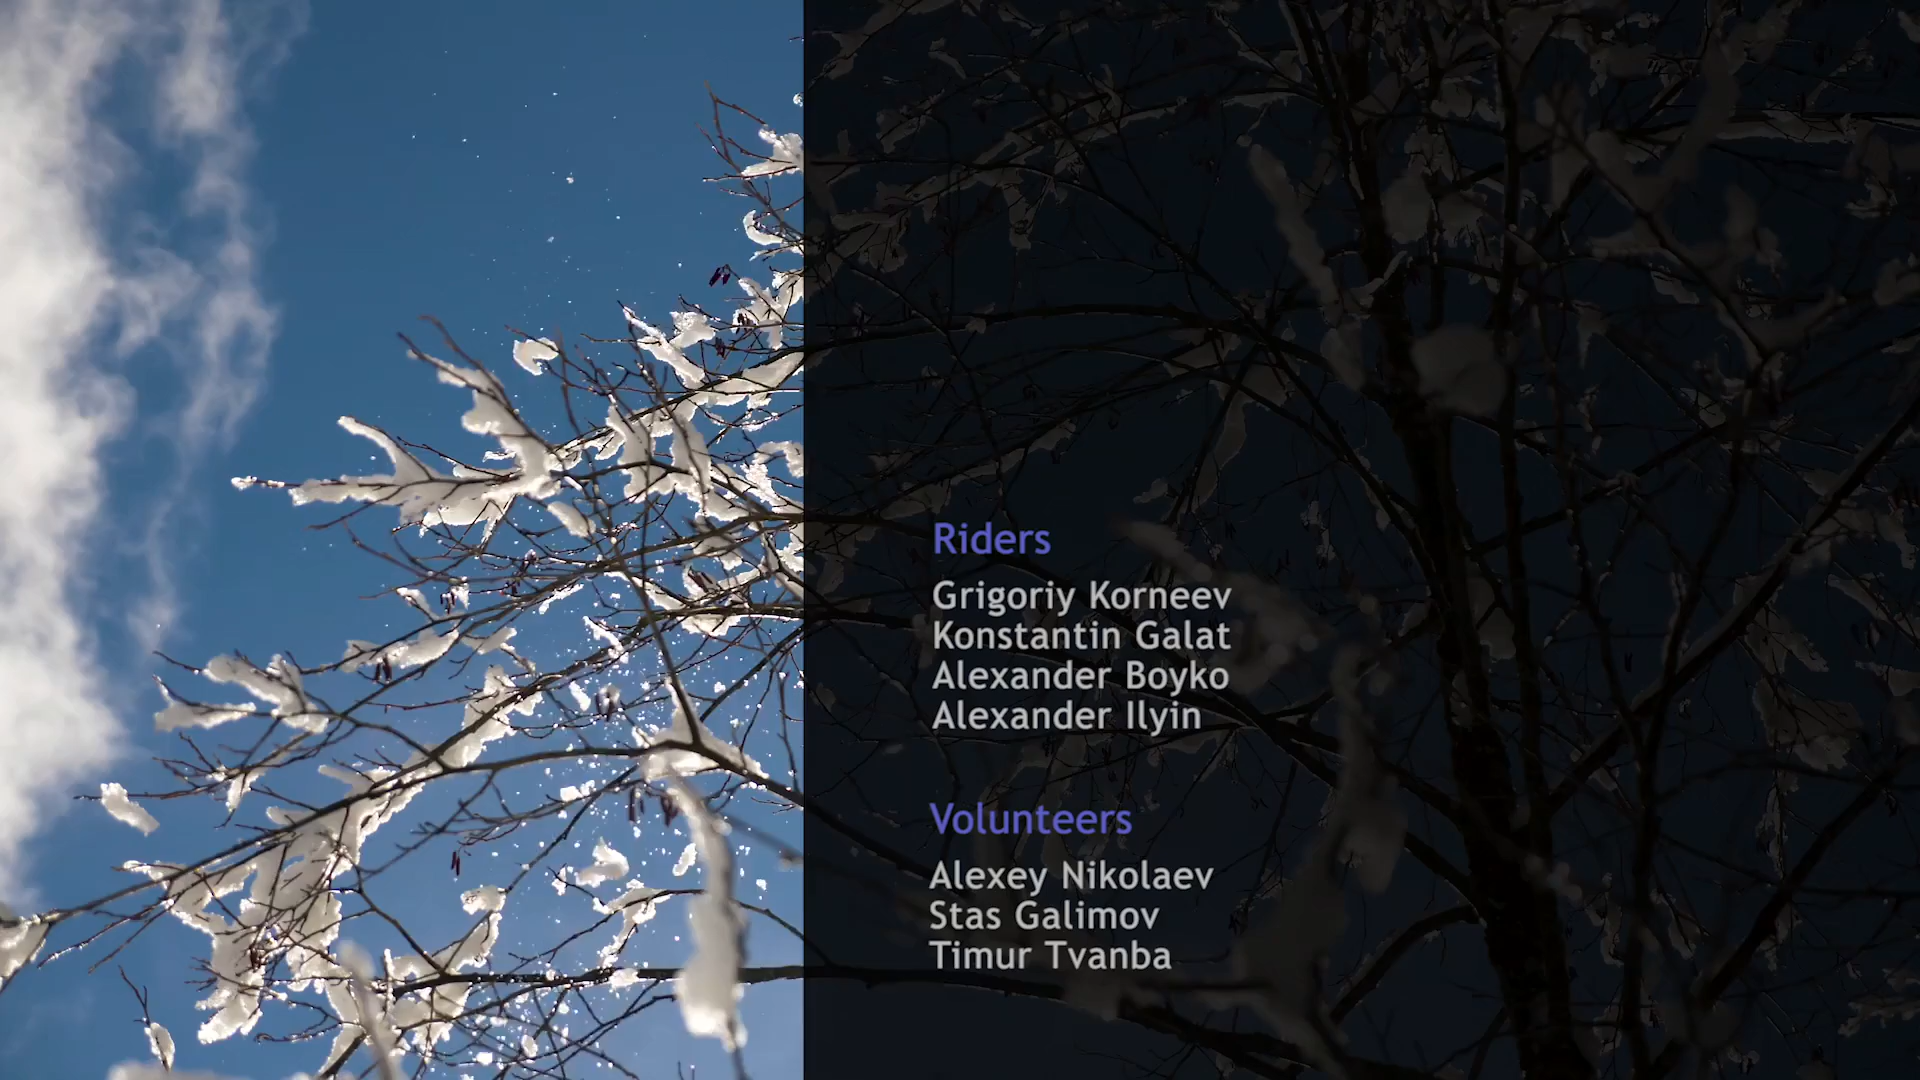 Riders
Grigoriy Korneev
Konstantin Galat
Alexander Boyko
Alexander Ilyin
Volunteers
Alexey Nikolaev
Stas Galimov
Timur Tvanba